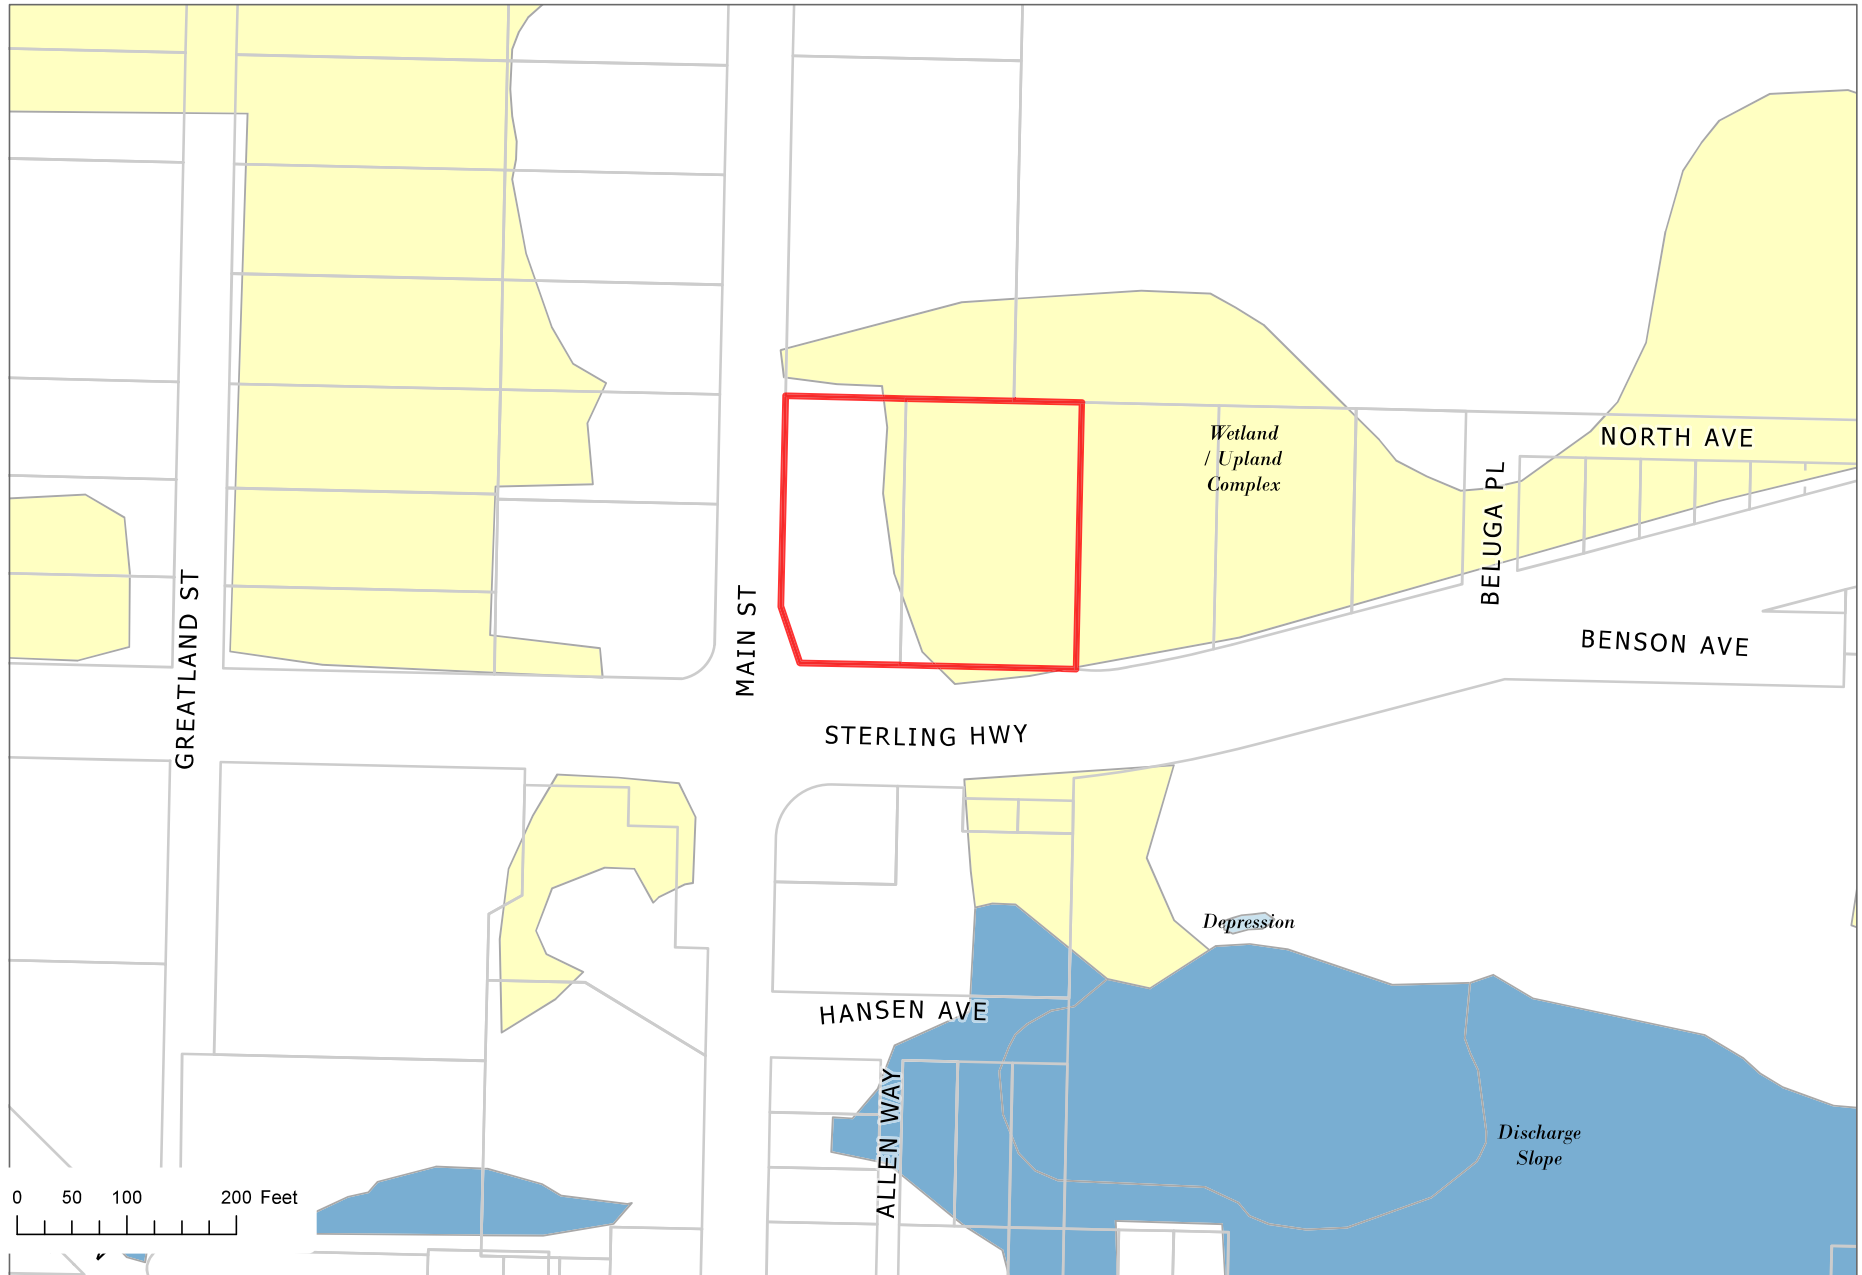 Wetland
/ Upland
Complex
NORTH AVE
BELUGA PL
GREATLAND ST
MAIN ST
BENSON AVE
STERLING HWY
Depression
HANSEN AVE
ALLEN WAY
Discharge
Slope
0 50 100 200 Feet